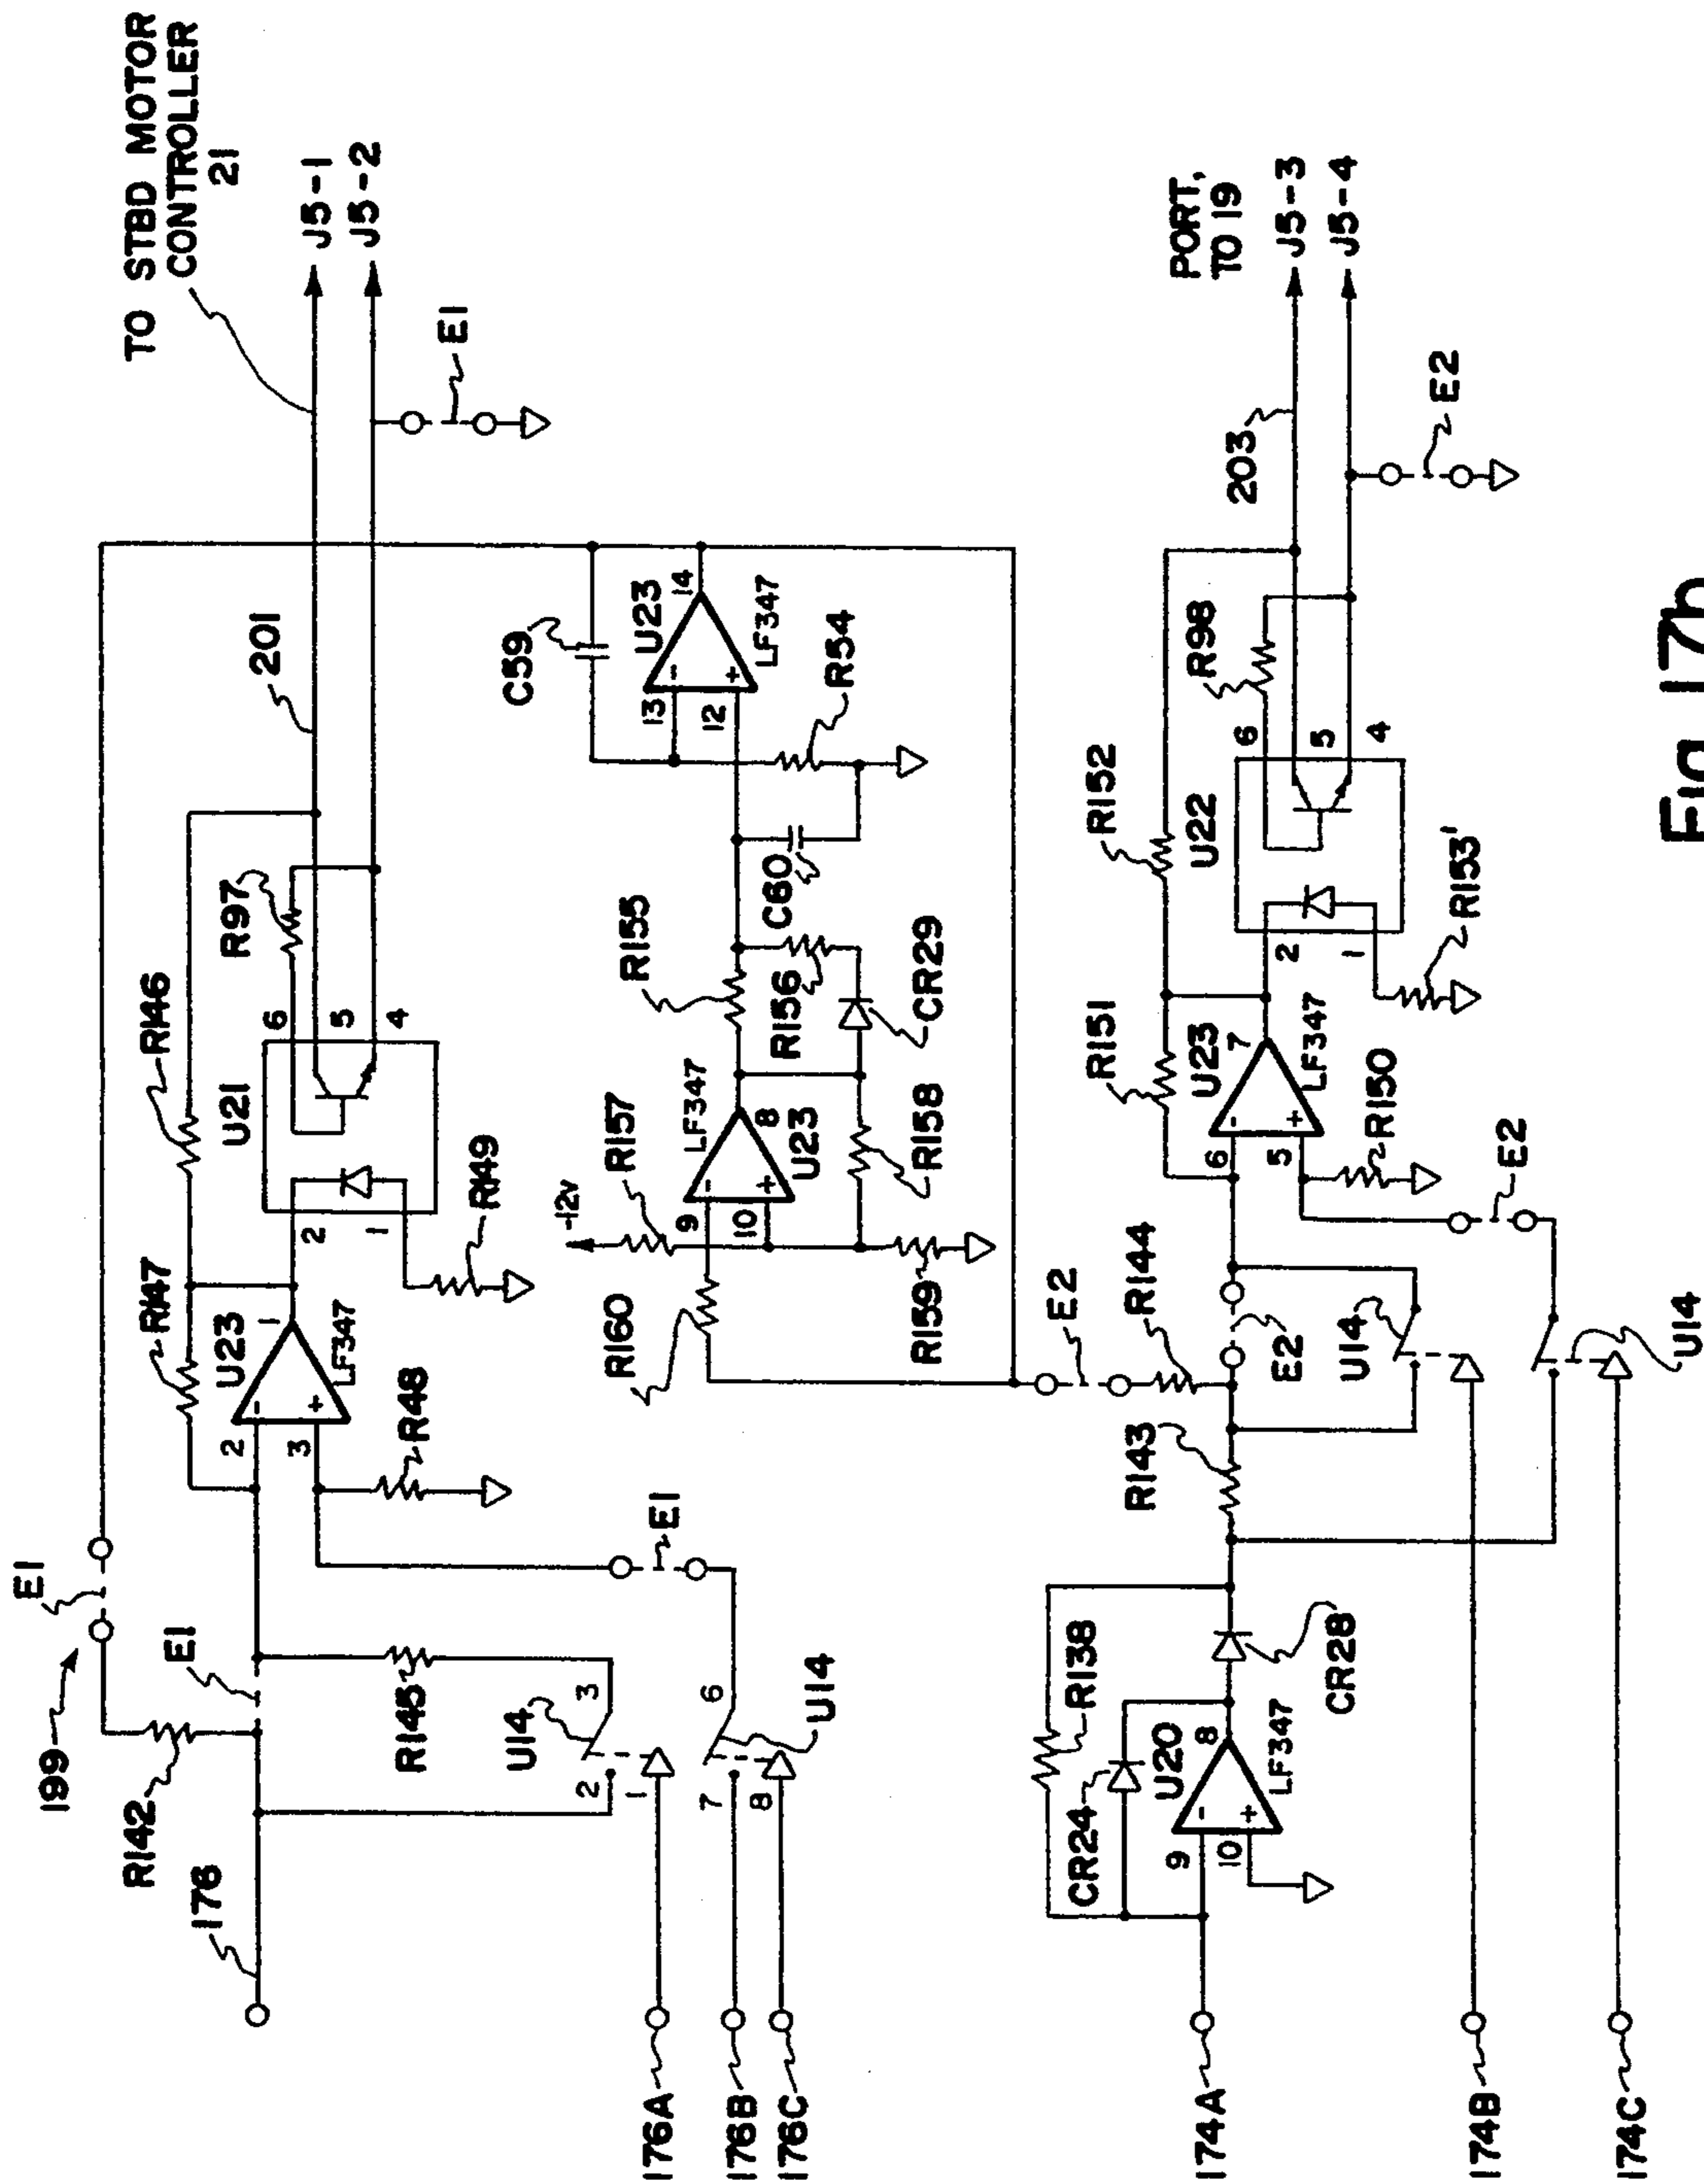 TO STBD MOTOR
CONTROLLER
21
J5-1
J5-2
E1
201
R146
R147
R97
U21
6
5
4
2
1
R149
U23
1
LF347
2
3
-
+
R148
E1
199
E1
R142
176
R145
U14
3
2
1
6
7
8
U14
E1
176A
176B
176C
C59
U23
14
LF347
13
12
-
+
R54
R155
C60
R156
CR29
-12v
R157
LF347
8
U23
9
10
-
+
R158
R160
R159
PORT,
TO 19
J5-3
J5-4
203
E2
R98
R152
U22
6
5
4
2
1
R153'
R151
U23
7
LF347
6
5
-
+
R150
E2
E2
R144
E2
U14
U14
R143
R138
CR24
U20
8
LF347
9
10
-
+
CR28
174A
174B
174C
Fig. 17b